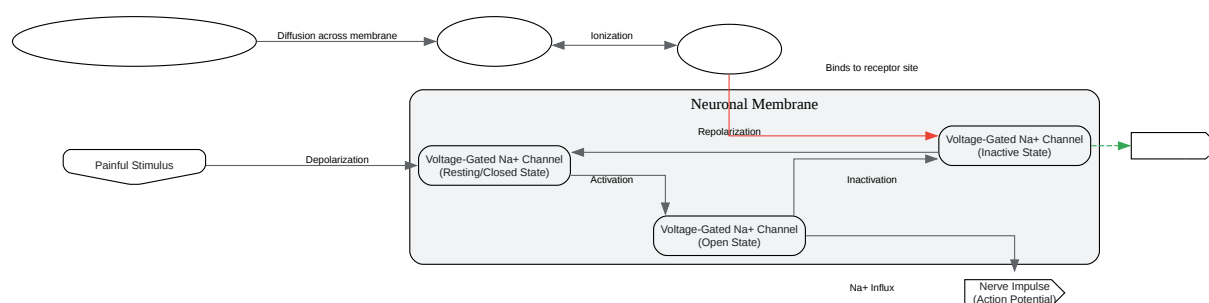 Diffusion across membrane
Ionization
Binds to receptor site
Neuronal Membrane
Repolarization
Voltage-Gated Na+ Channel
(Inactive State)
Painful Stimulus
Depolarization
Voltage-Gated Na+ Channel
(Resting/Closed State)
Activation
Inactivation
Voltage-Gated Na+ Channel
(Open State)
Na+ Influx
Nerve Impulse
(Action Potential)